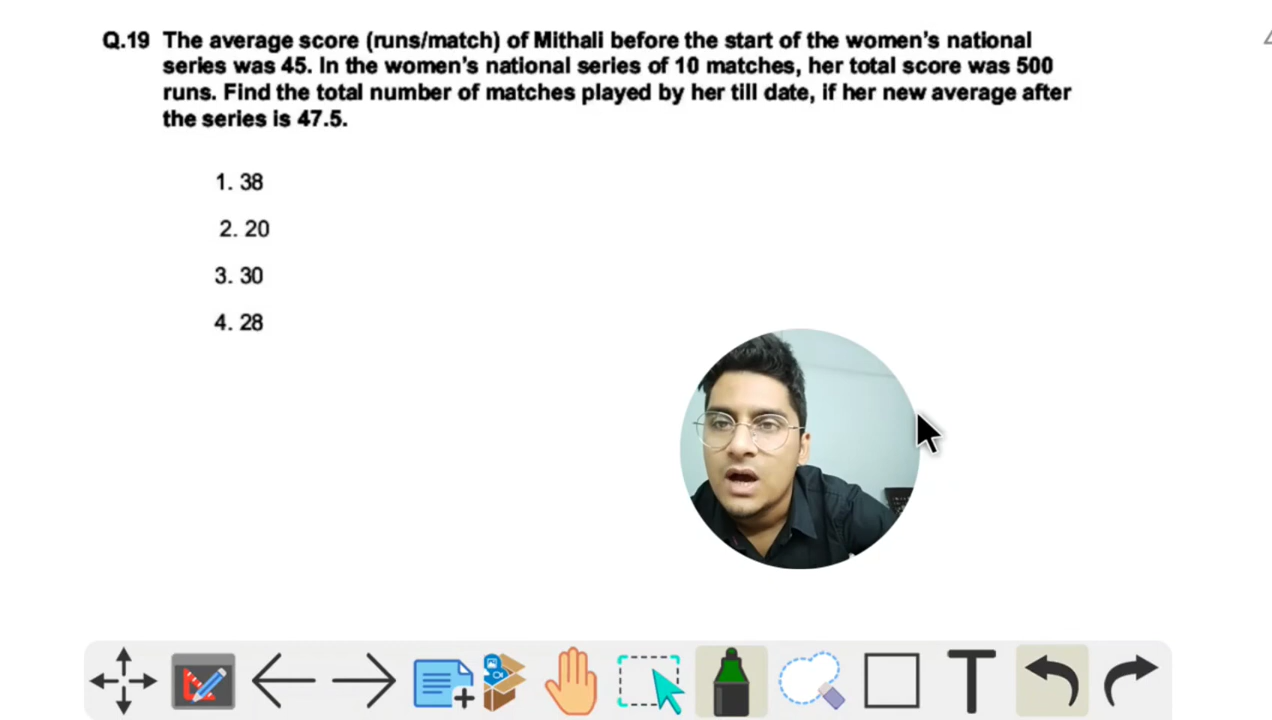 Q.19 The average score (runs/match) of Mithali before the start of the women's national
series was 45. In the women's national series of 10 matches, her total score was 500
runs. Find the total number of matches played by her till date, if her new average after
the series is 47.5.
1. 38
2. 20
3. 30
4. 28
T